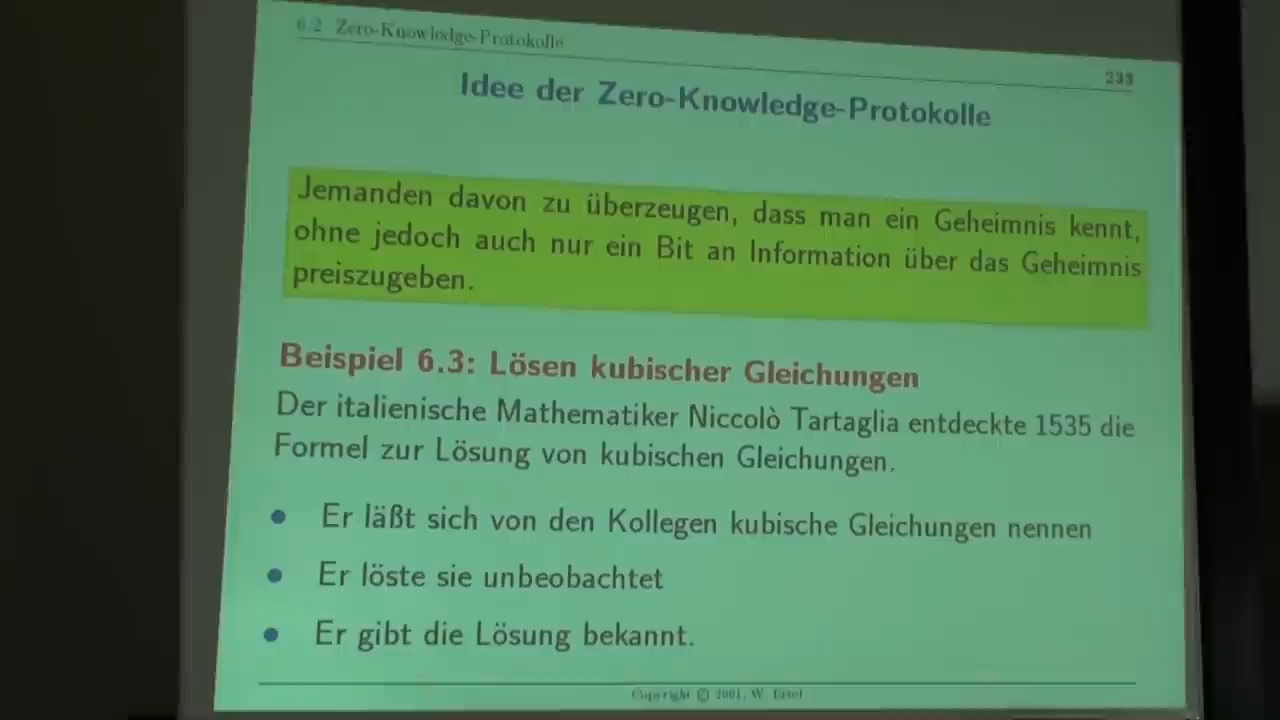 6.2 Zero-Knowledge-Protokolle
233
Idee der Zero-Knowledge-Protokolle
Jemanden davon zu überzeugen, dass man ein Geheimnis kennt,
ohne jedoch auch nur ein Bit an Information über das Geheimnis
preiszugeben.
Beispiel 6.3: Lösen kubischer Gleichungen
Der italienische Mathematiker Niccolò Tartaglia entdeckte 1535 die
Formel zur Lösung von kubischen Gleichungen.
• Er läßt sich von den Kollegen kubische Gleichungen nennen
• Er löste sie unbeobachtet
• Er gibt die Lösung bekannt.
Copyright © 2001, W. Ertel